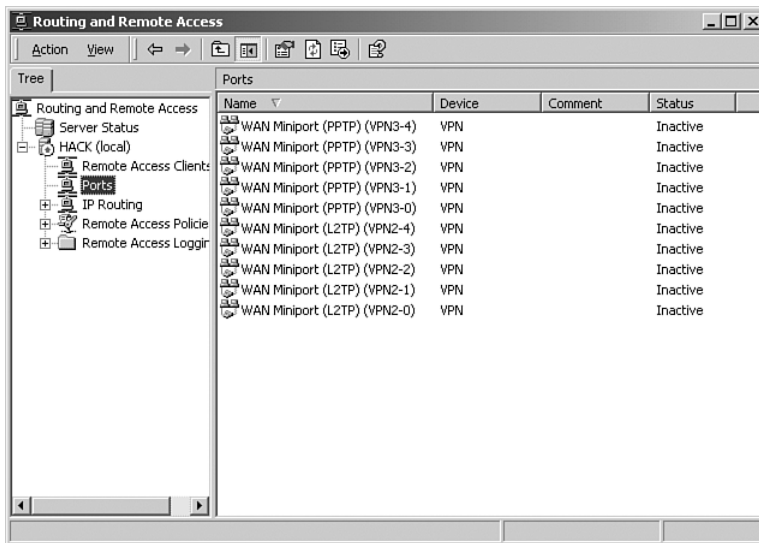 Routing and Remote Access
Action View
Tree
Ports
Routing and Remote Access
Server Status
HACK (local)
Remote Access Clients
Ports
IP Routing
Remote Access Policie
Remote Access Loggin
Name Device Comment Status
WAN Miniport (PPTP) (VPN3-4) VPN Inactive
WAN Miniport (PPTP) (VPN3-3) VPN Inactive
WAN Miniport (PPTP) (VPN3-2) VPN Inactive
WAN Miniport (PPTP) (VPN3-1) VPN Inactive
WAN Miniport (PPTP) (VPN3-0) VPN Inactive
WAN Miniport (L2TP) (VPN2-4) VPN Inactive
WAN Miniport (L2TP) (VPN2-3) VPN Inactive
WAN Miniport (L2TP) (VPN2-2) VPN Inactive
WAN Miniport (L2TP) (VPN2-1) VPN Inactive
WAN Miniport (L2TP) (VPN2-0) VPN Inactive